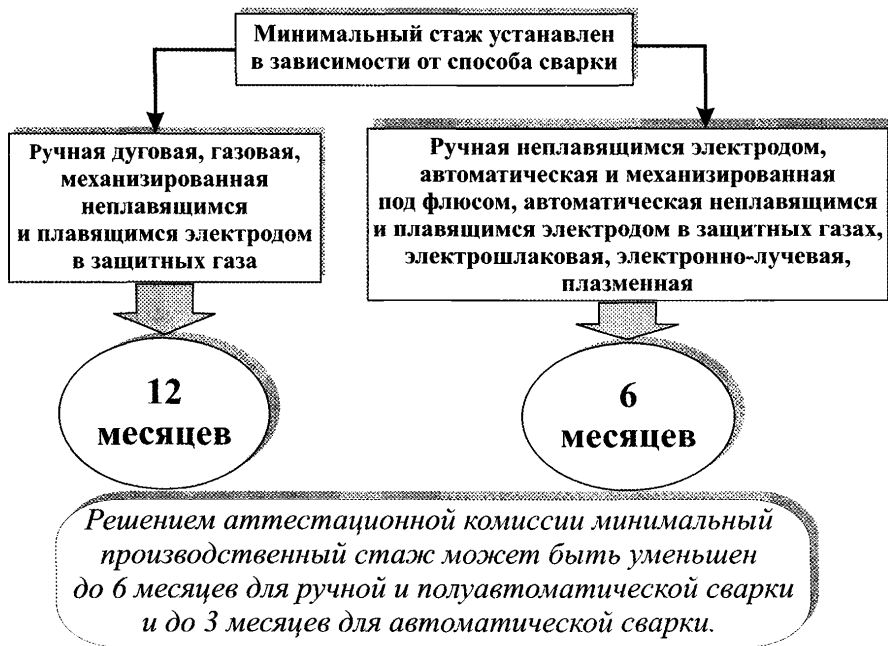 Минимальный стаж устанавлен
в зависимости от способа сварки
Ручная дуговая, газовая,
механизированная
неплавящимся
и плавящимся электродом
в защитных газа
Ручная неплавящимся электродом,
автоматическая и механизированная
под флюсом, автоматическая неплавящимся
и плавящимся электродом в защитных газах,
электрошлаковая, электронно-лучевая,
плазменная
12
месяцев
6
месяцев
Решением аттестационной комиссии минимальный
производственный стаж может быть уменьшен
до 6 месяцев для ручной и полуавтоматической сварки
и до 3 месяцев для автоматической сварки.